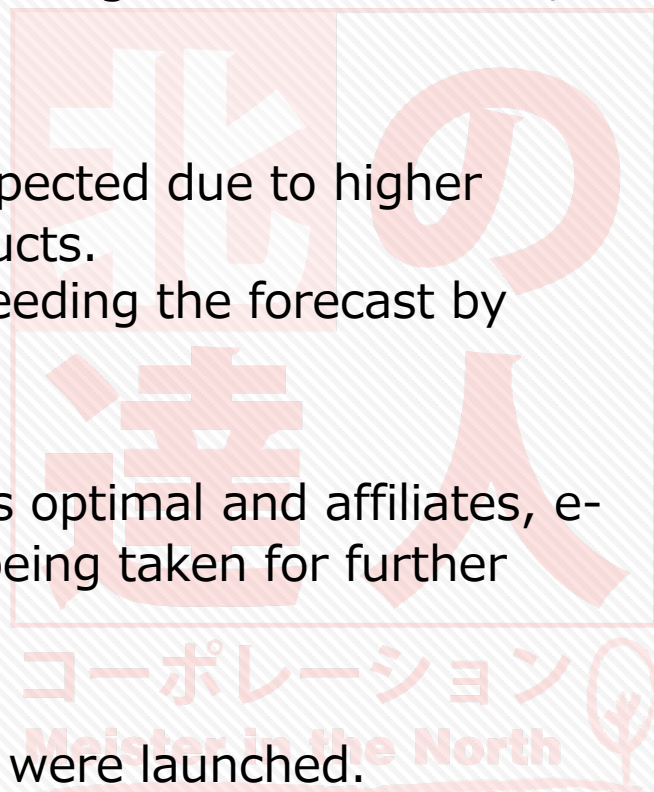 pected due to higher
ucts.
eeding the forecast by
s optimal and affiliates, e-
being taken for further
were launched.
北の
達人
コーポレーション
Meister in the North